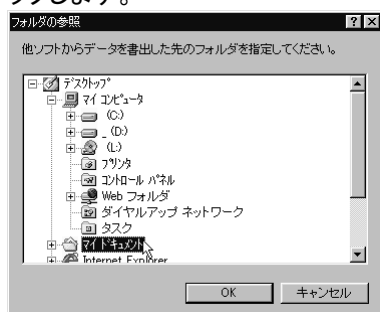 ックします。
フォルダの参照
他ソフトからデータを書出した先のフォルダを指定してください。
デスクトップ
マイ コンピュータ
(C:)
_ (D:)
(L:)
プリンタ
コントロール パネル
Web フォルダ
ダイヤルアップ ネットワーク
タスク
マイ ドキュメント
Internet Explorer
OK
キャンセル